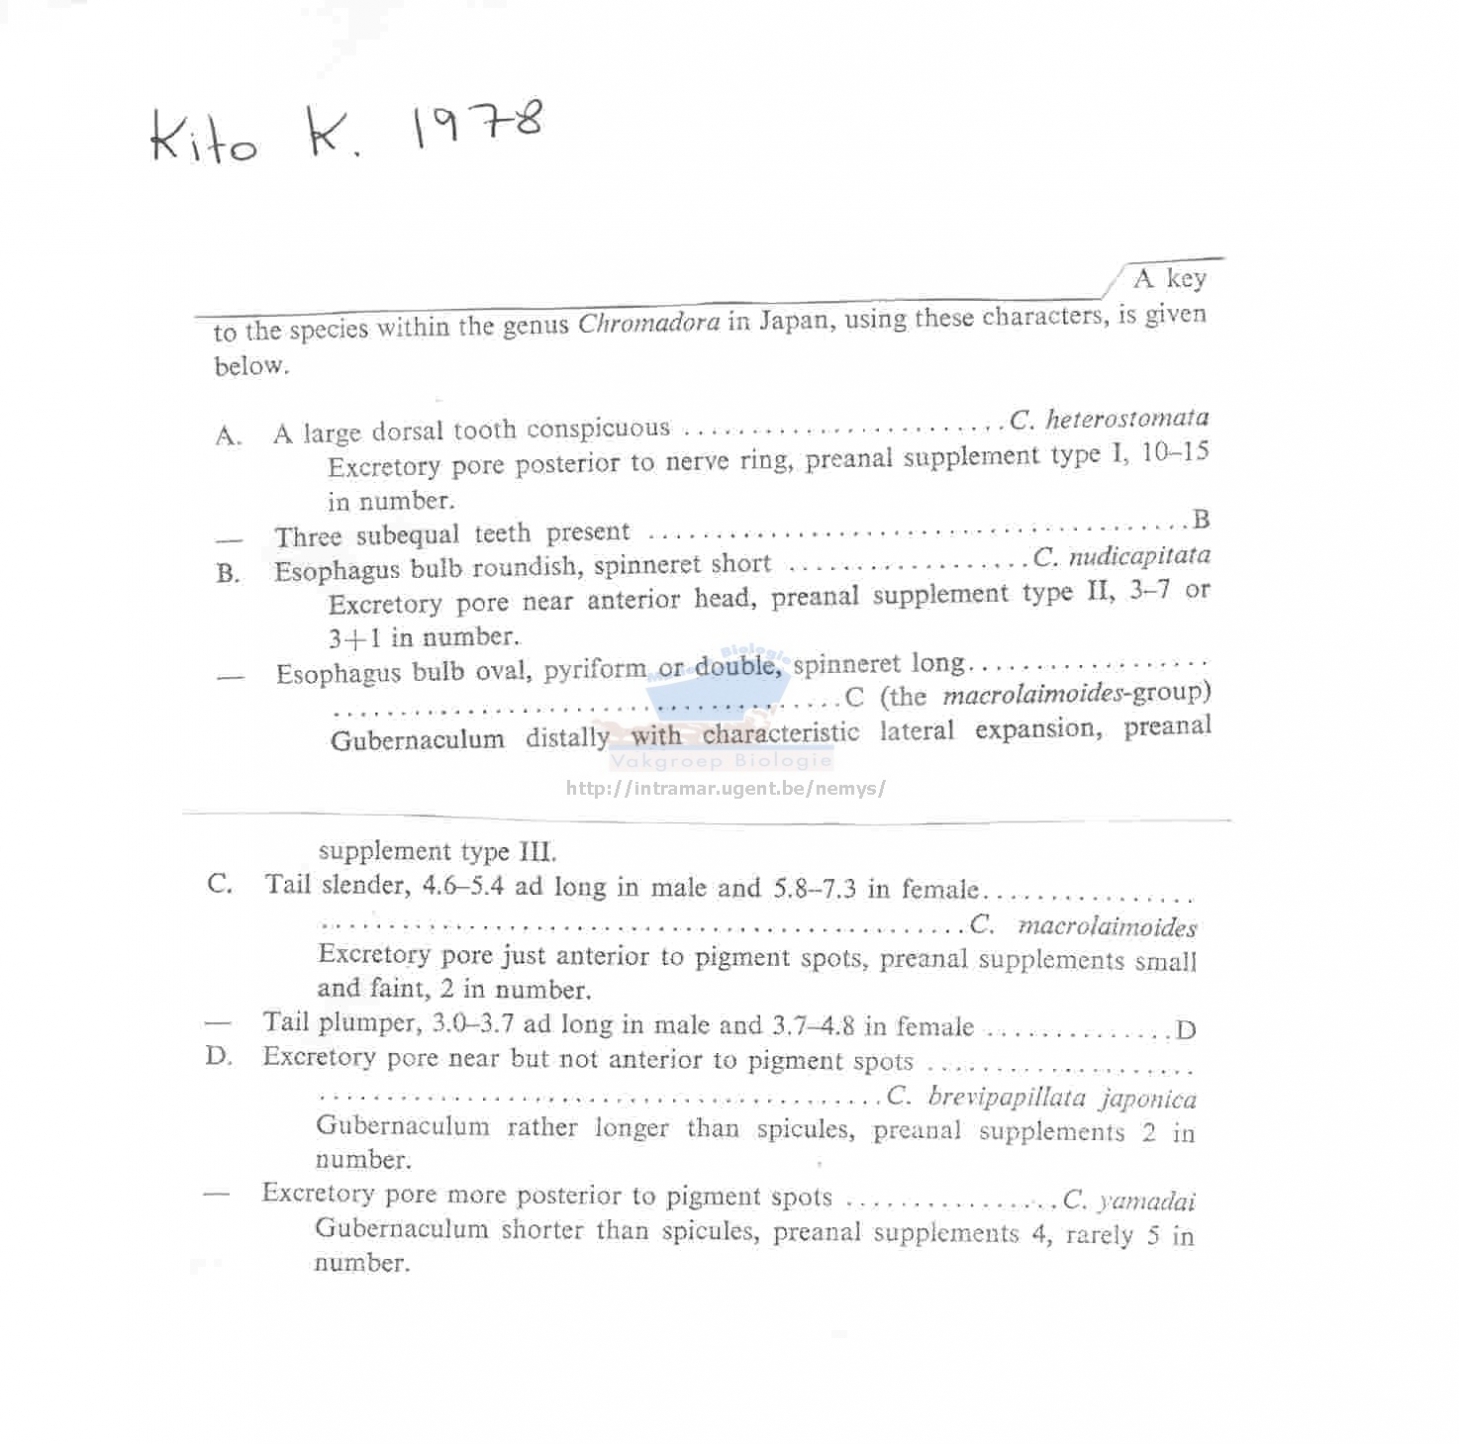 Kito K. 1978
A key
to the species within the genus Chromadora in Japan, using these characters, is given
below.
A. A large dorsal tooth conspicuous ........................C. heterostomata
Excretory pore posterior to nerve ring, preanal supplement type I, 10–15
in number.
— Three subequal teeth present ........................................B
B. Esophagus bulb roundish, spinneret short ..................C. nudicapitata
Excretory pore near anterior head, preanal supplement type II, 3–7 or
3+1 in number.
— Esophagus bulb oval, pyriform or double, spinneret long..................
......................................C (the macrolaimoides-group)
Gubernaculum distally with characteristic lateral expansion, preanal
Biologie
Vakgroep Biologie
http://intramar.ugent.be/nemys/
supplement type III.
C. Tail slender, 4.6–5.4 ad long in male and 5.8–7.3 in female................
................................................C. macrolaimoides
Excretory pore just anterior to pigment spots, preanal supplements small
and faint, 2 in number.
— Tail plumper, 3.0–3.7 ad long in male and 3.7–4.8 in female ..............D
D. Excretory pore near but not anterior to pigment spots ....................
..........................................C. brevipapillata japonica
Gubernaculum rather longer than spicules, preanal supplements 2 in
number.
— Excretory pore more posterior to pigment spots ................C. yamadai
Gubernaculum shorter than spicules, preanal supplements 4, rarely 5 in
number.